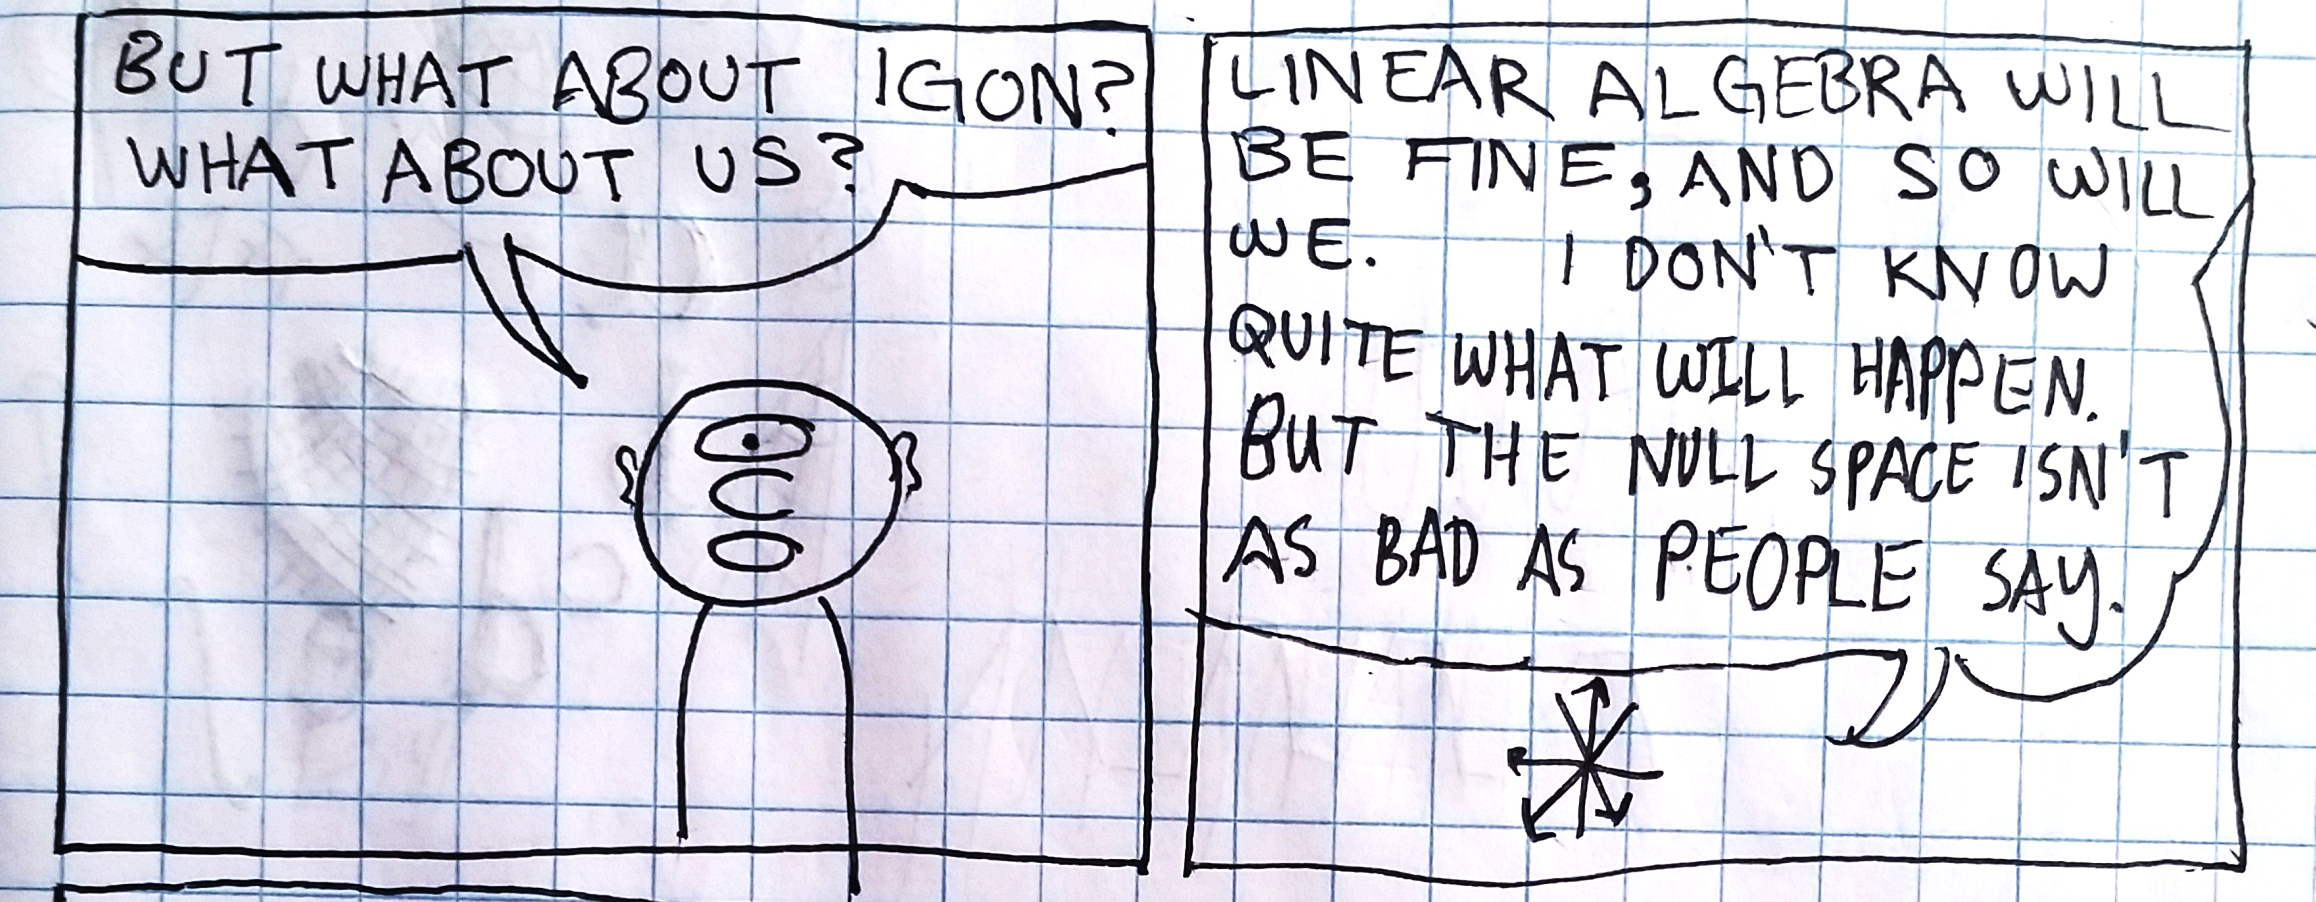 BUT WHAT ABOUT IGON?
WHAT ABOUT US?
LINEAR ALGEBRA WILL
BE FINE, AND SO WILL
WE. I DON'T KNOW
QUITE WHAT WILL HAPPEN.
BUT THE NULL SPACE ISN'T
AS BAD AS PEOPLE SAY.